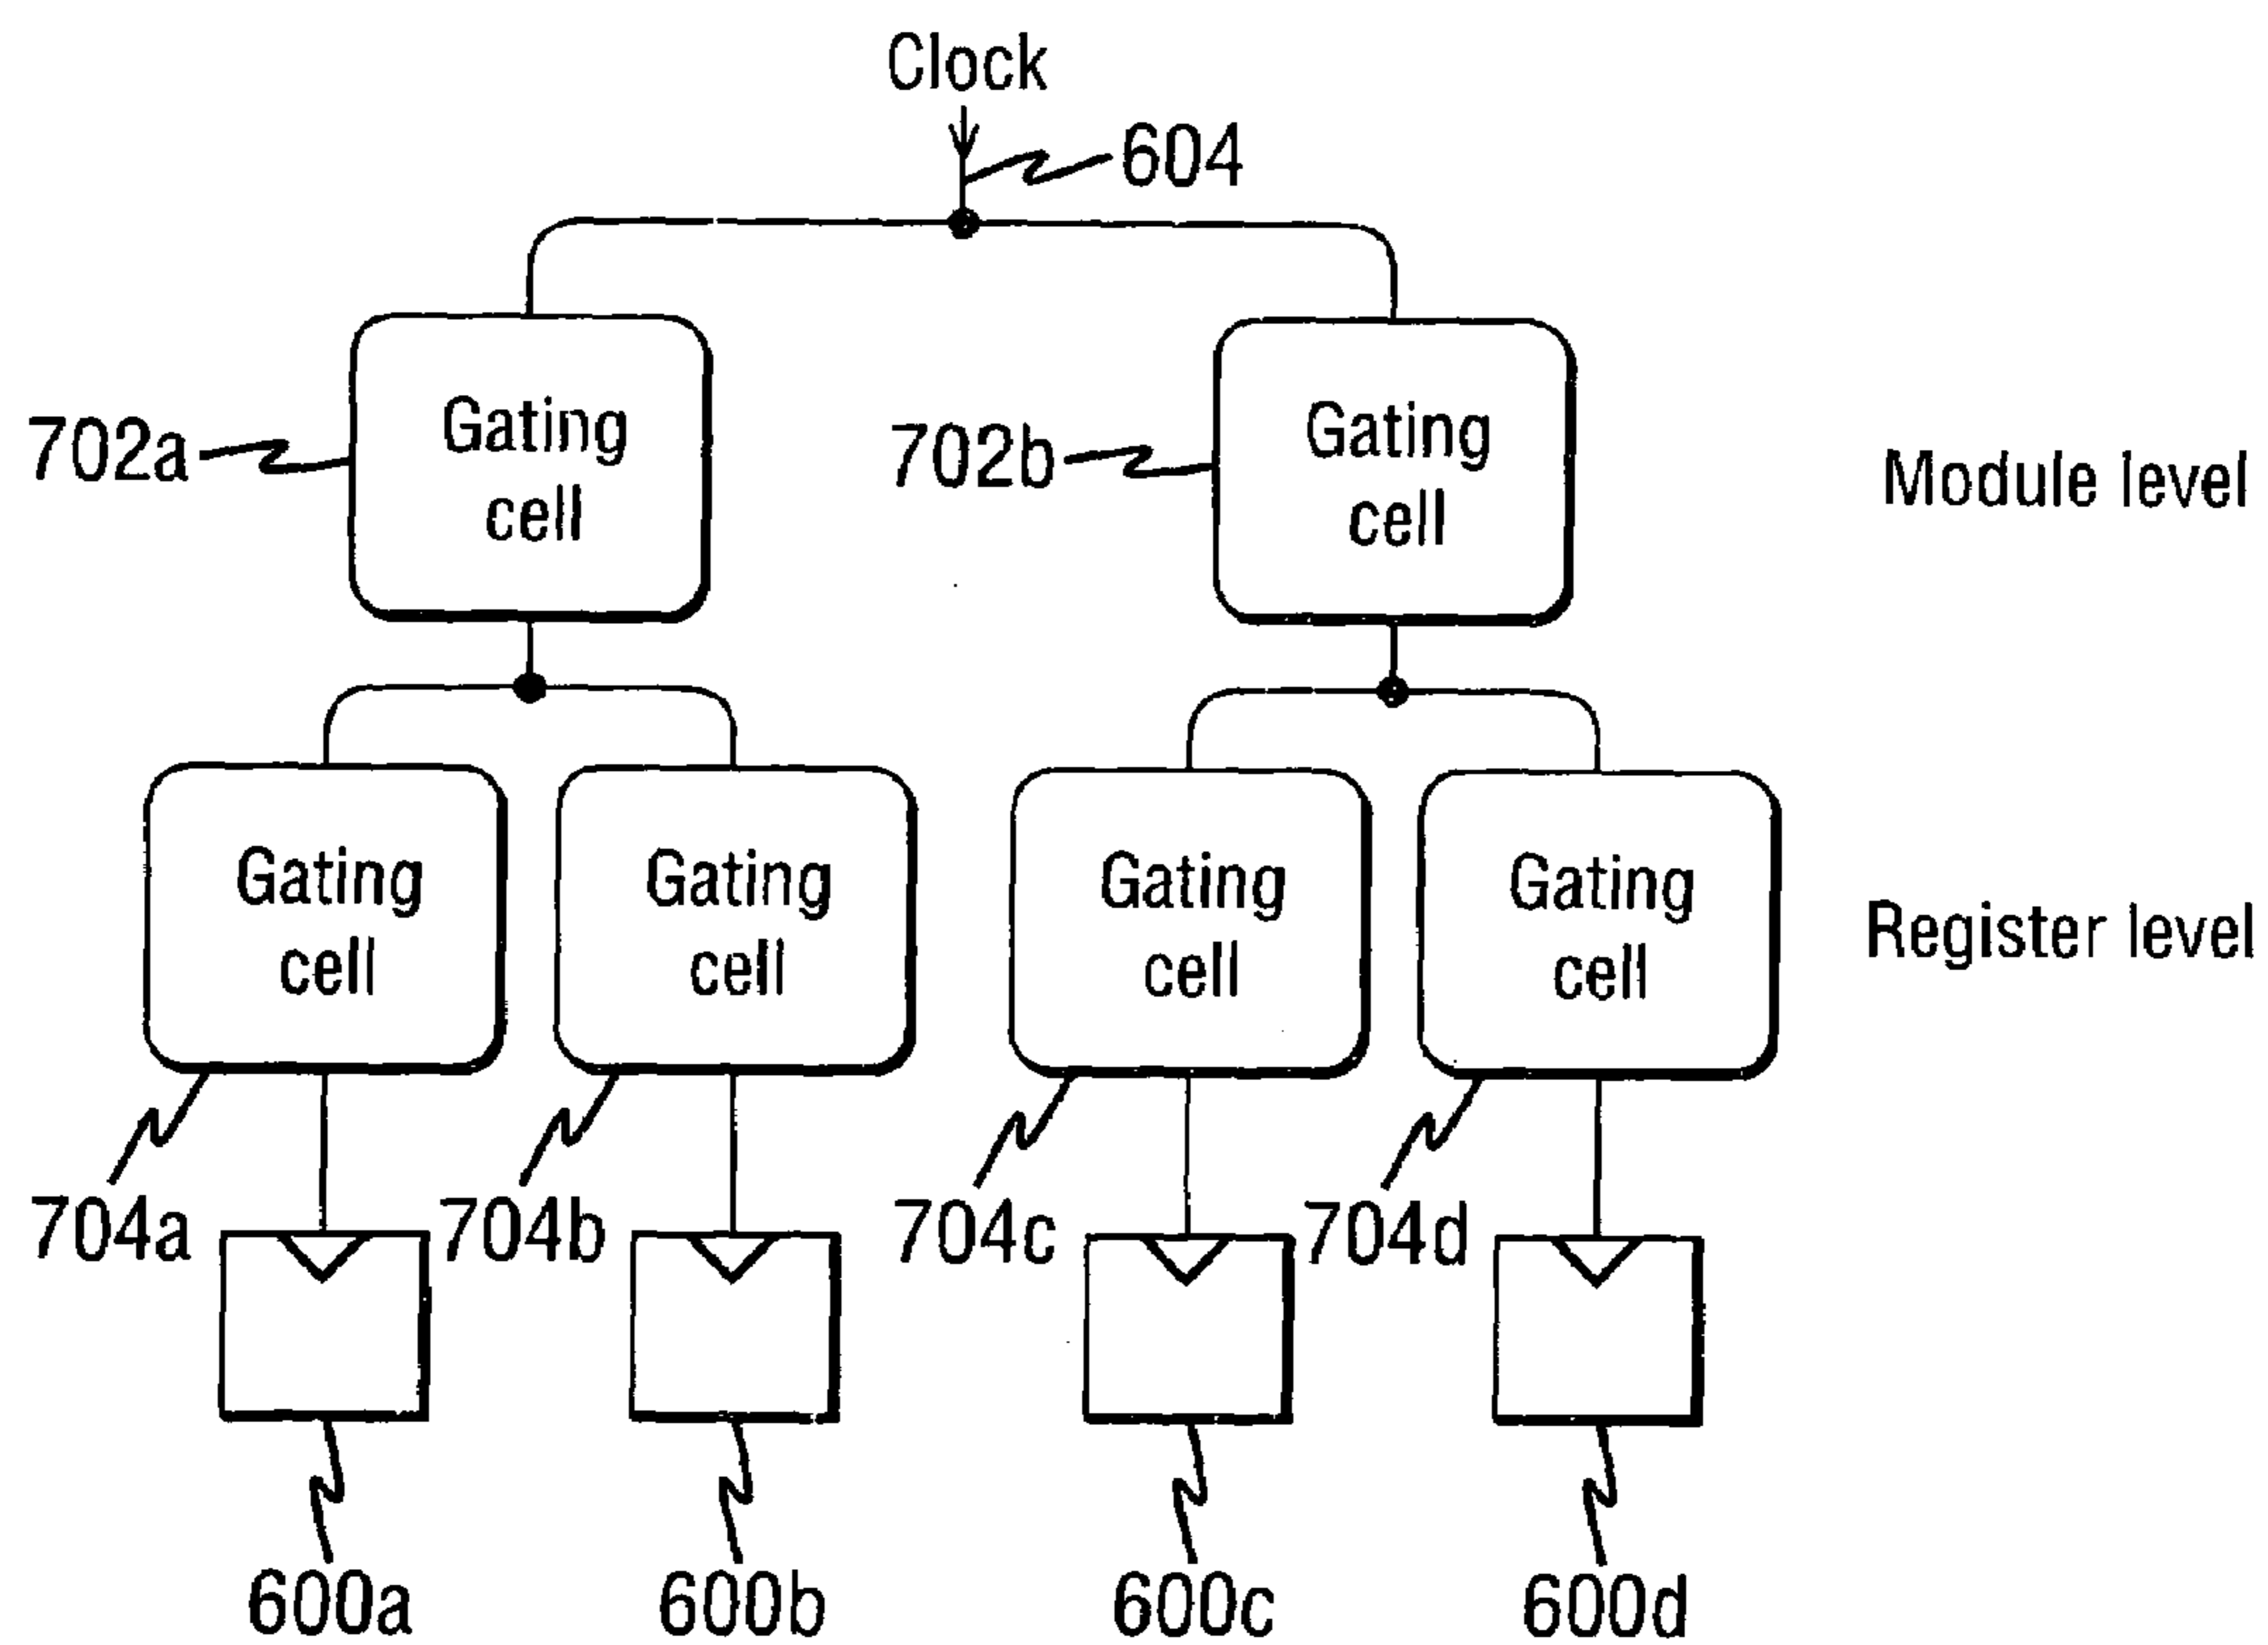 Clock
604
702a
Gating
cell
702b
Gating
cell
Module level
Gating
cell
Gating
cell
Gating
cell
Gating
cell
Register level
704a
704b
704c
704d
600a
600b
600c
600d